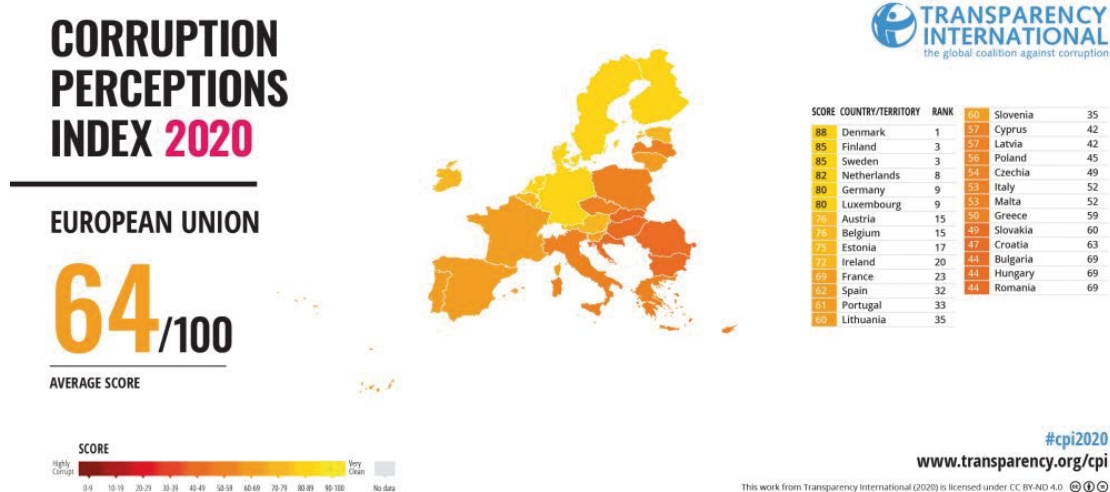 CORRUPTION
PERCEPTIONS
INDEX 2020
EUROPEAN UNION
64/100
AVERAGE SCORE
SCORE
Highly
Corrupt
Very
Clean
0-9 10-19 20-29 30-39 40-49 50-59 60-69 70-79 80-89 90-100 No data
TRANSPARENCY
INTERNATIONAL
the global coalition against corruption
SCORE COUNTRY/TERRITORY RANK
88 Denmark 1
85 Finland 3
85 Sweden 3
82 Netherlands 8
80 Germany 9
80 Luxembourg 9
76 Austria 15
76 Belgium 15
75 Estonia 17
72 Ireland 20
69 France 23
62 Spain 32
61 Portugal 33
60 Lithuania 35
60 Slovenia 35
57 Cyprus 42
57 Latvia 42
56 Poland 45
54 Czechia 49
53 Italy 52
53 Malta 52
50 Greece 59
49 Slovakia 60
47 Croatia 63
44 Bulgaria 69
44 Hungary 69
44 Romania 69
#cpi2020
www.transparency.org/cpi
This work from Transparency International (2020) is licensed under CC BY-ND 4.0